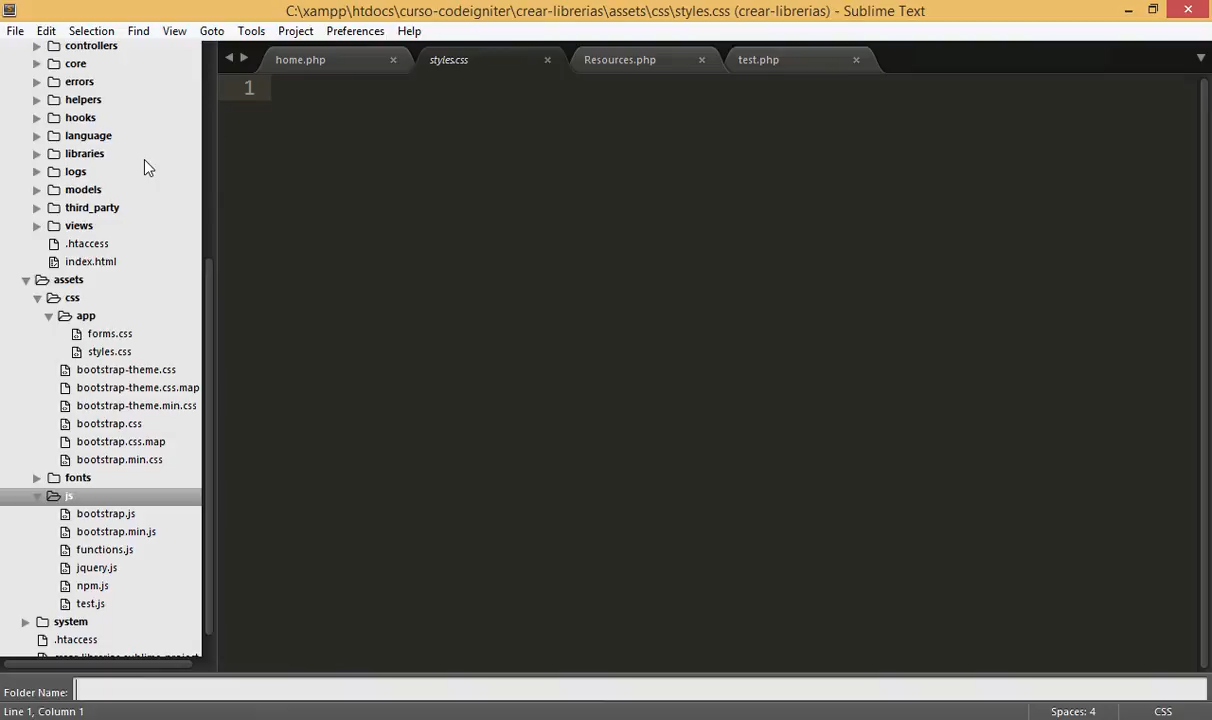 C:\xampp\htdocs\curso-codeigniter\crear-librerias\assets\css\styles.css (crear-librerias) - Sublime Text
File Edit Selection Find View Goto Tools Project Preferences Help
controllers
core
errors
helpers
hooks
language
libraries
logs
models
third_party
views
.htaccess
index.html
assets
css
app
forms.css
styles.css
bootstrap-theme.css
bootstrap-theme.css.map
bootstrap-theme.min.css
bootstrap.css
bootstrap.css.map
bootstrap.min.css
fonts
js
bootstrap.js
bootstrap.min.js
functions.js
jquery.js
npm.js
test.js
system
.htaccess
crear-librerias.sublime-project
home.php styles.css Resources.php test.php
1
Folder Name:
Line 1, Column 1 Spaces: 4 CSS